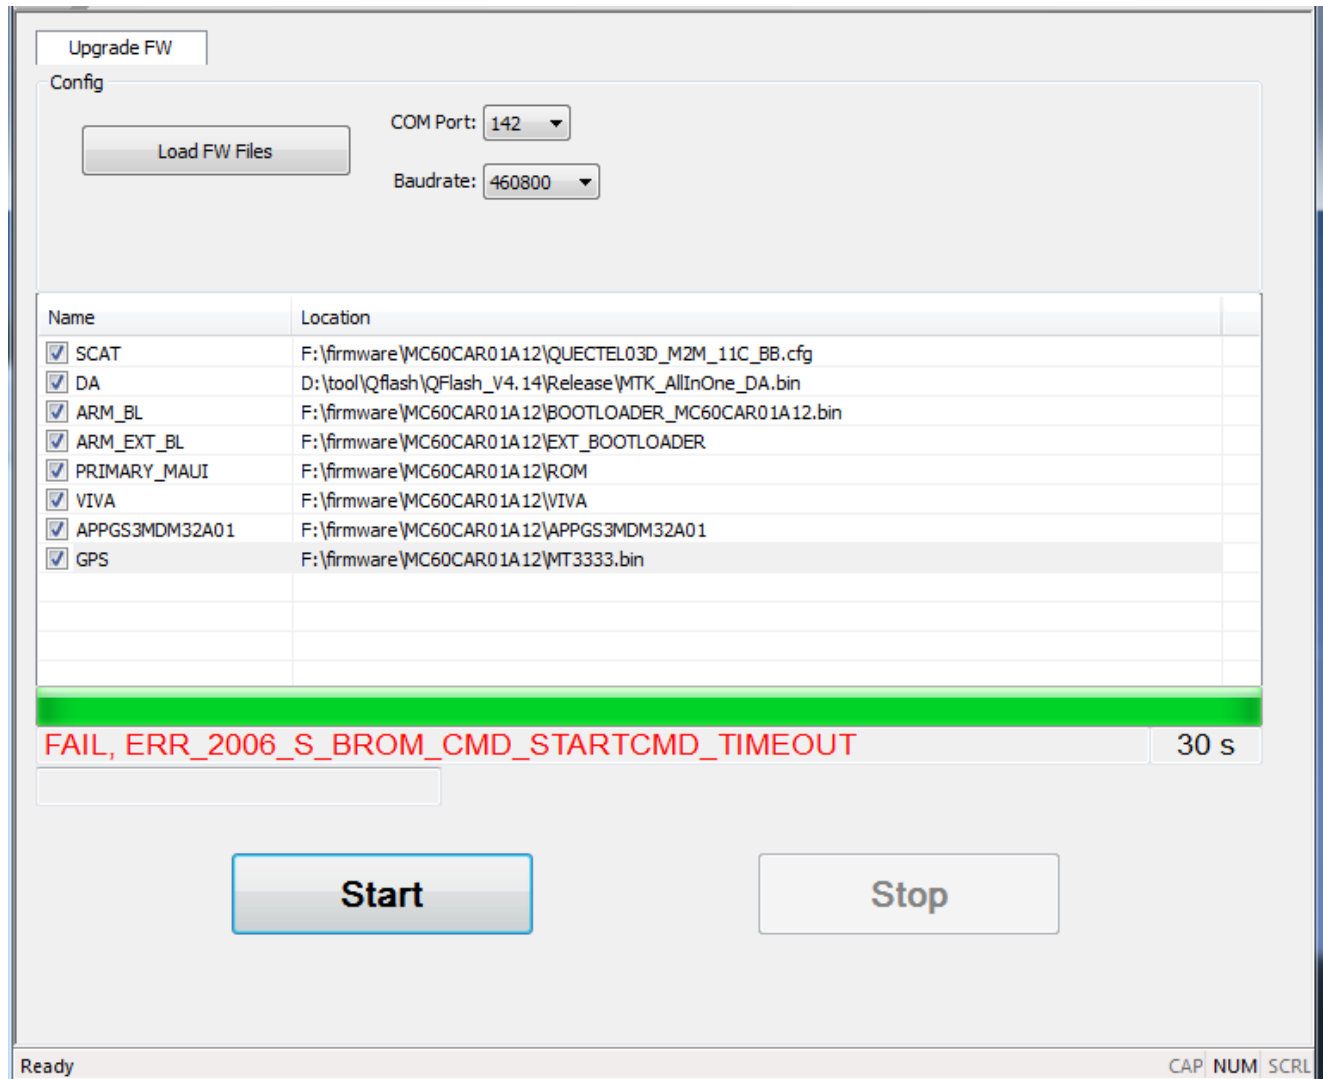 Upgrade FW
Config
Load FW Files
COM Port: 142
Baudrate: 460800
Name Location
SCAT F:\firmware\MC60CAR01A12\QUECTEL03D_M2M_11C_BB.cfg
DA D:\tool\Qflash\QFlash_V4.14\Release\MTK_AllInOne_DA.bin
ARM_BL F:\firmware\MC60CAR01A12\BOOTLOADER_MC60CAR01A12.bin
ARM_EXT_BL F:\firmware\MC60CAR01A12\EXT_BOOTLOADER
PRIMARY_MAUI F:\firmware\MC60CAR01A12\ROM
VIVA F:\firmware\MC60CAR01A12\VIVA
APPGS3MDM32A01 F:\firmware\MC60CAR01A12\APPGS3MDM32A01
GPS F:\firmware\MC60CAR01A12\MT3333.bin
FAIL, ERR_2006_S_BROM_CMD_STARTCMD_TIMEOUT 30 s
Start Stop
Ready CAP NUM SCRL